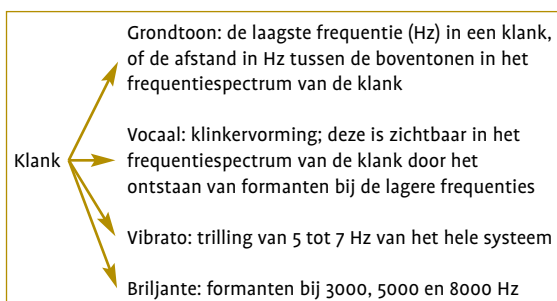 Grondtoon: de laagste frequentie (Hz) in een klank,
of de afstand in Hz tussen de boventonen in het
frequentiespectrum van de klank
Vocaal: klinkervorming; deze is zichtbaar in het
Klank
frequentiespectrum van de klank door het
ontstaan van formanten bij de lagere frequenties
Vibrato: trilling van 5 tot 7 Hz van het hele systeem
Briljante: formanten bij 3000, 5000 en 8000 Hz